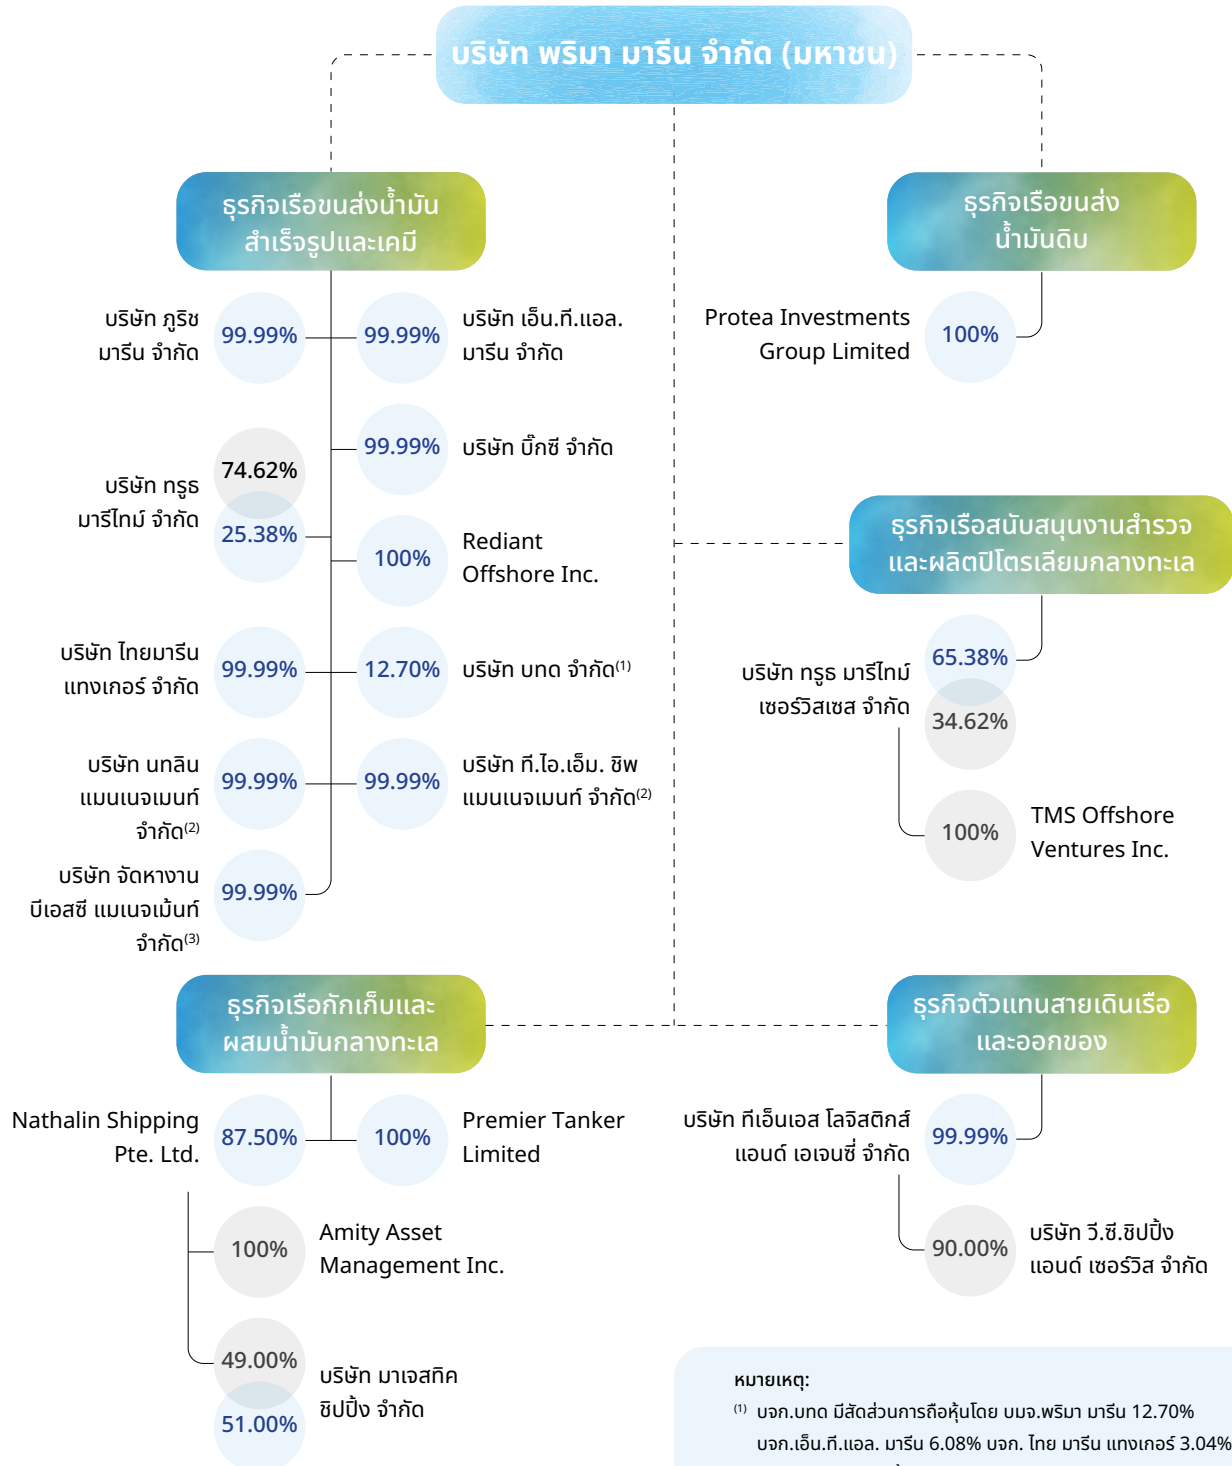 บริษัท พริมา มารีน จำกัด (มหาชน)
ธุรกิจเรือขนส่งน้ำมัน
สำเร็จรูปและเคมี
บริษัท ภูริช
มารีน จำกัด
99.99%
99.99%
บริษัท เอ็น.ที.แอล.
มารีน จำกัด
99.99%
บริษัท บิ๊กซี จำกัด
บริษัท ทรูธ
มารีไทม์ จำกัด
74.62%
25.38%
100%
Rediant
Offshore Inc.
บริษัท ไทยมารีน
แทงเกอร์ จำกัด
99.99%
12.70%
บริษัท บทด จำกัด(1)
บริษัท นทลิน
แมนเนจเมนท์
จำกัด(2)
99.99%
99.99%
บริษัท ที.ไอ.เอ็ม. ชิพ
แมนเนจเมนท์ จำกัด(2)
บริษัท จัดหางาน
บีเอสซี แมเนจเม้นท์
จำกัด(3)
99.99%
ธุรกิจเรือขนส่ง
น้ำมันดิบ
Protea Investments
Group Limited
100%
ธุรกิจเรือสนับสนุนงานสำรวจ
และผลิตปิโตรเลียมกลางทะเล
บริษัท ทรูธ มารีไทม์
เซอร์วิสเซส จำกัด
65.38%
34.62%
100%
TMS Offshore
Ventures Inc.
ธุรกิจเรือกักเก็บและ
ผสมน้ำมันกลางทะเล
Nathalin Shipping
Pte. Ltd.
87.50%
100%
Premier Tanker
Limited
100%
Amity Asset
Management Inc.
49.00%
51.00%
บริษัท มาเจสทิค
ชิปปิ้ง จำกัด
ธุรกิจตัวแทนสายเดินเรือ
และออกของ
บริษัท ทีเอ็นเอส โลจิสติกส์
แอนด์ เอเจนซี่ จำกัด
99.99%
90.00%
บริษัท วี.ซี.ชิปปิ้ง
แอนด์ เซอร์วิส จำกัด
หมายเหตุ:
(1) บจก.บทด มีสัดส่วนการถือหุ้นโดย บมจ.พริมา มารีน 12.70%
บจก.เอ็น.ที.แอล. มารีน 6.08% บจก. ไทย มารีน แทงเกอร์ 3.04%